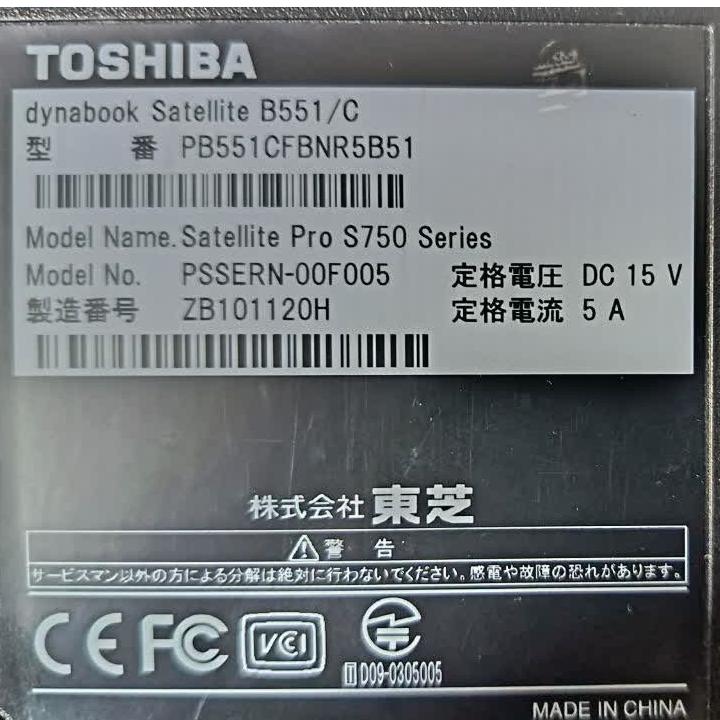 TOSHIBA
dynabook Satellite B551/C
型 番 PB551CFBNR5B51
Model Name. Satellite Pro S750 Series
Model No. PSSERN-00F005 定格電圧 DC 15 V
製造番号 ZB101120H 定格電流 5 A
株式会社 東芝
警 告
サービスマン以外の方による分解は絶対に行わないでください。感電や故障の恐れがあります。
CE FC VCI
T D09-0305005
MADE IN CHINA